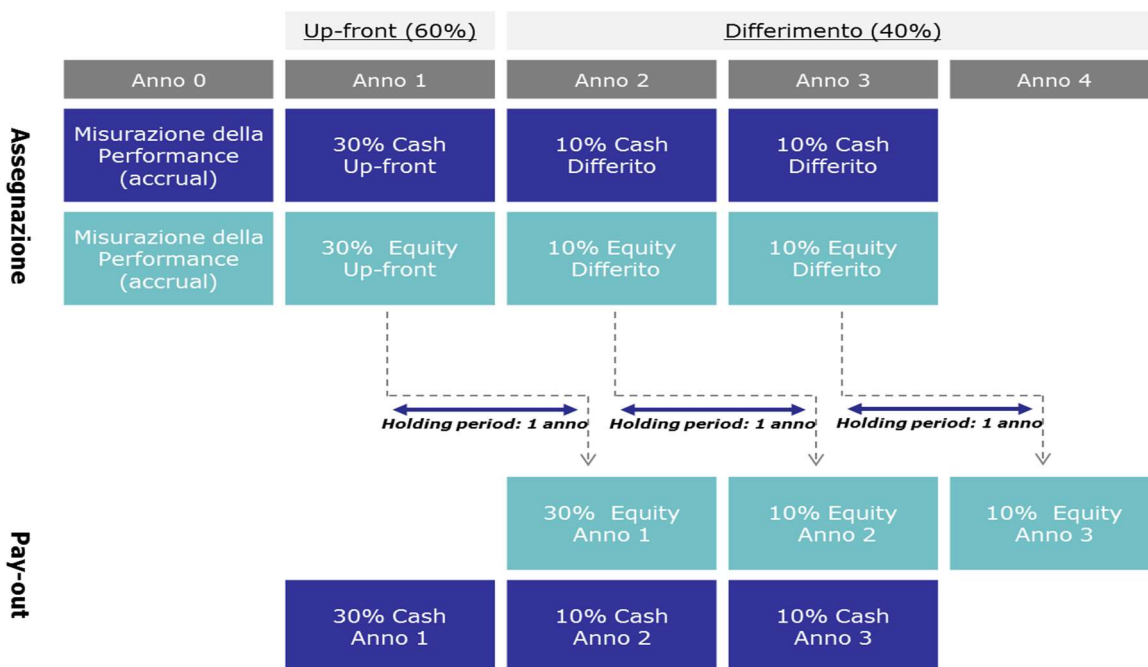 Up-front (60%)
Differimento (40%)
Anno 0
Anno 1
Anno 2
Anno 3
Anno 4
Assegnazione
Misurazione della
Performance
(accrual)
30% Cash
Up-front
10% Cash
Differito
10% Cash
Differito
Misurazione della
Performance
(accrual)
30% Equity
Up-front
10% Equity
Differito
10% Equity
Differito
Holding period: 1 anno
Holding period: 1 anno
Holding period: 1 anno
Pay-out
30% Equity
Anno 1
10% Equity
Anno 2
10% Equity
Anno 3
30% Cash
Anno 1
10% Cash
Anno 2
10% Cash
Anno 3